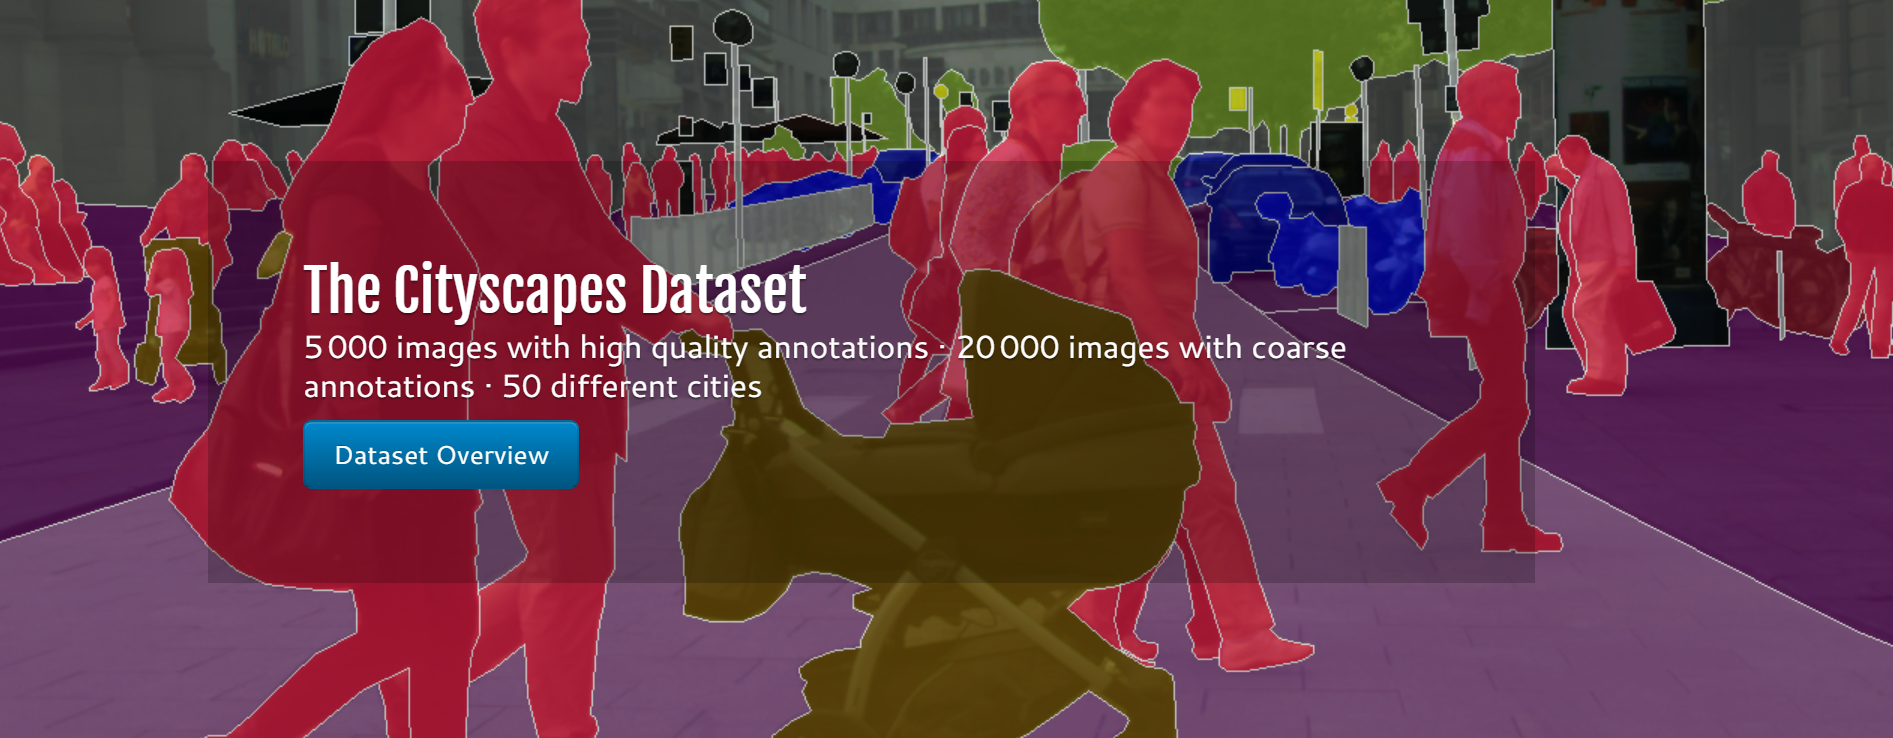 The Cityscapes Dataset
5 000 images with high quality annotations · 20 000 images with coarse
annotations · 50 different cities
Dataset Overview